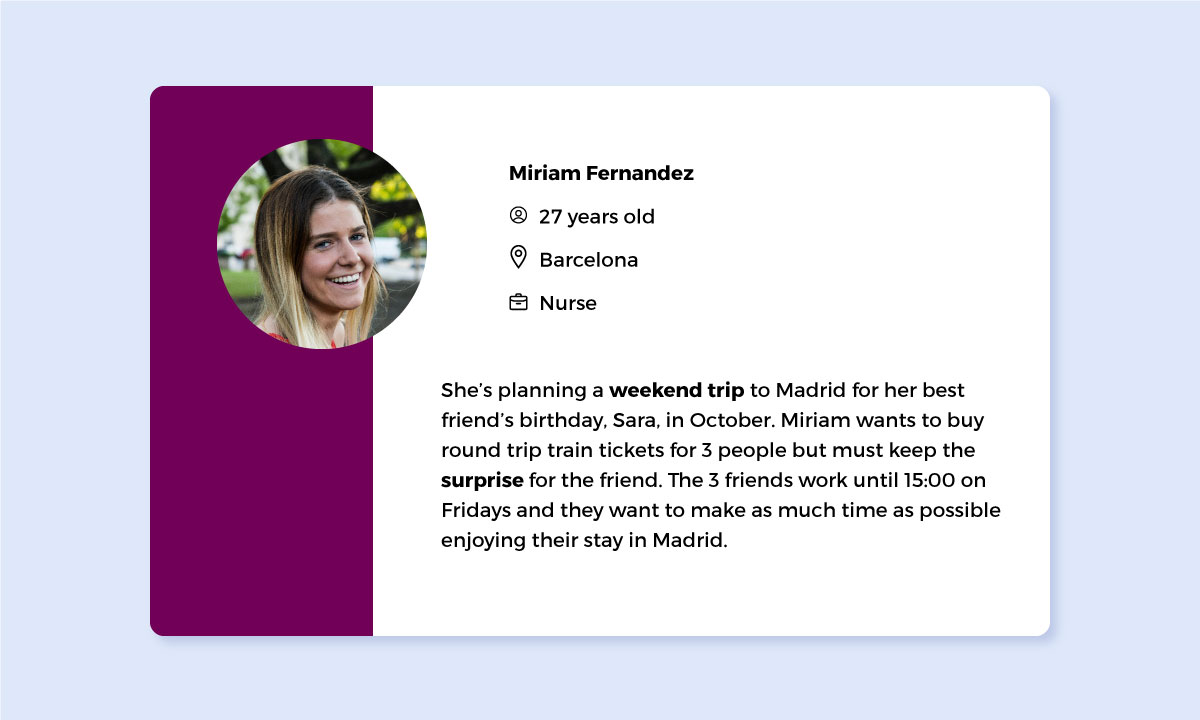 Miriam Fernandez
27 years old
Barcelona
Nurse
She’s planning a weekend trip to Madrid for her best
friend’s birthday, Sara, in October. Miriam wants to buy
round trip train tickets for 3 people but must keep the
surprise for the friend. The 3 friends work until 15:00 on
Fridays and they want to make as much time as possible
enjoying their stay in Madrid.